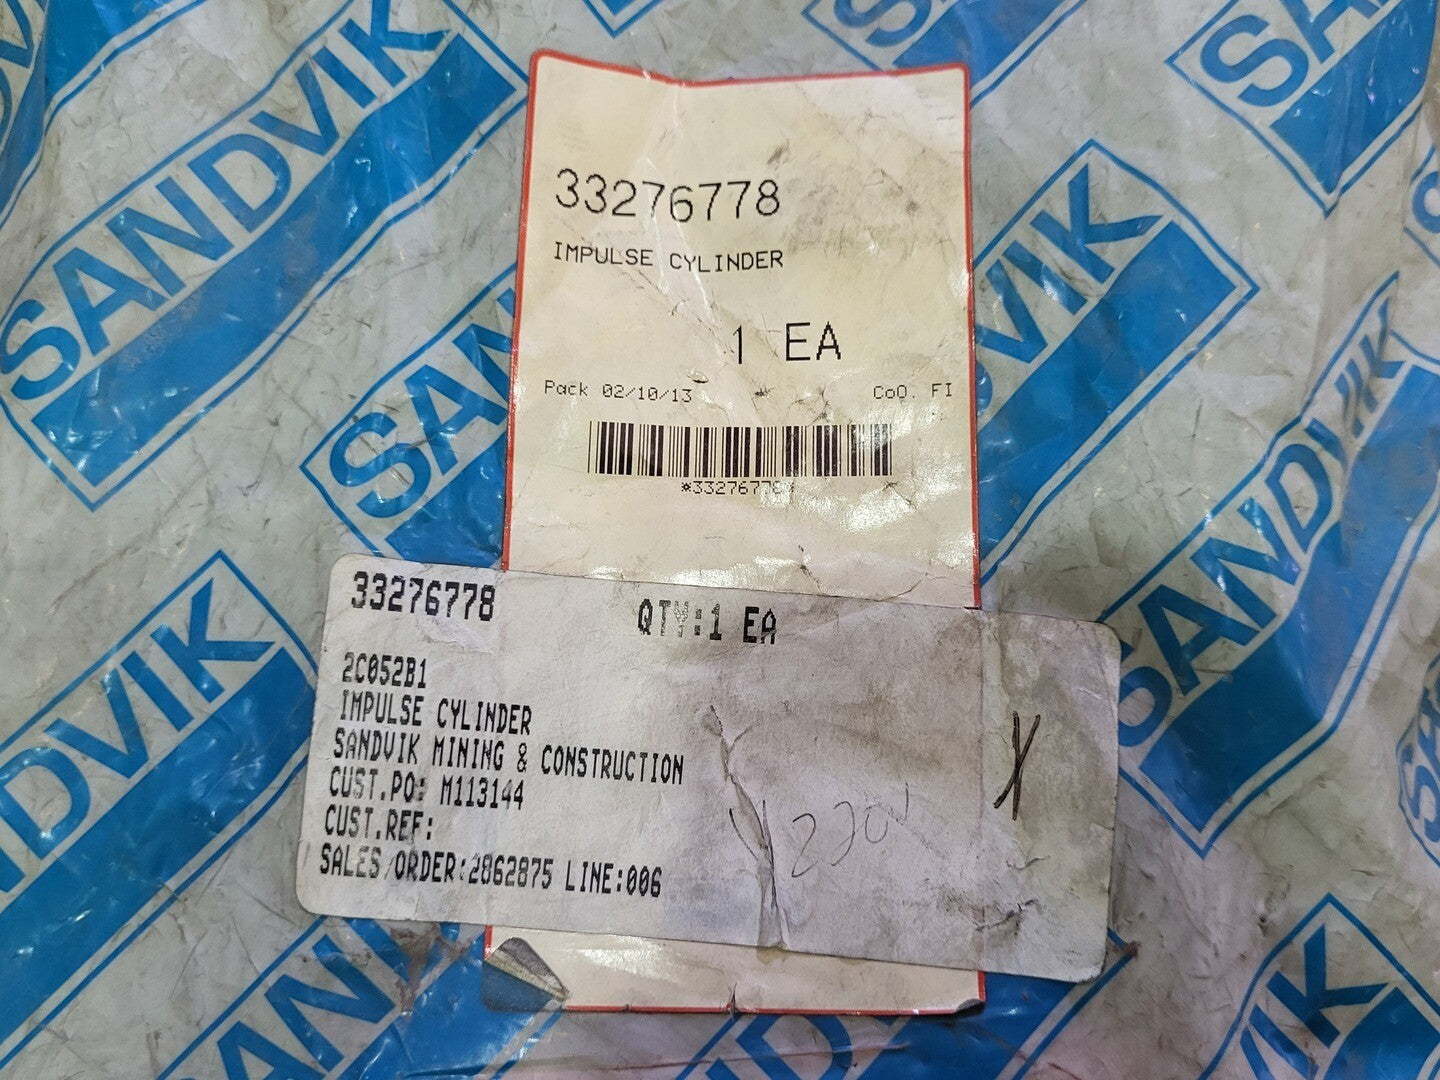 SANDVIK
SANDVIK
33276778
IMPULSE CYLINDER
1 EA
Pack 02/10/13 CoO. FI
33276778 QTY:1 EA
2C052B1
IMPULSE CYLINDER
SANDVIK MINING & CONSTRUCTION
CUST.PO: M113144
CUST.REF:
SALES ORDER:2862875 LINE:006
X